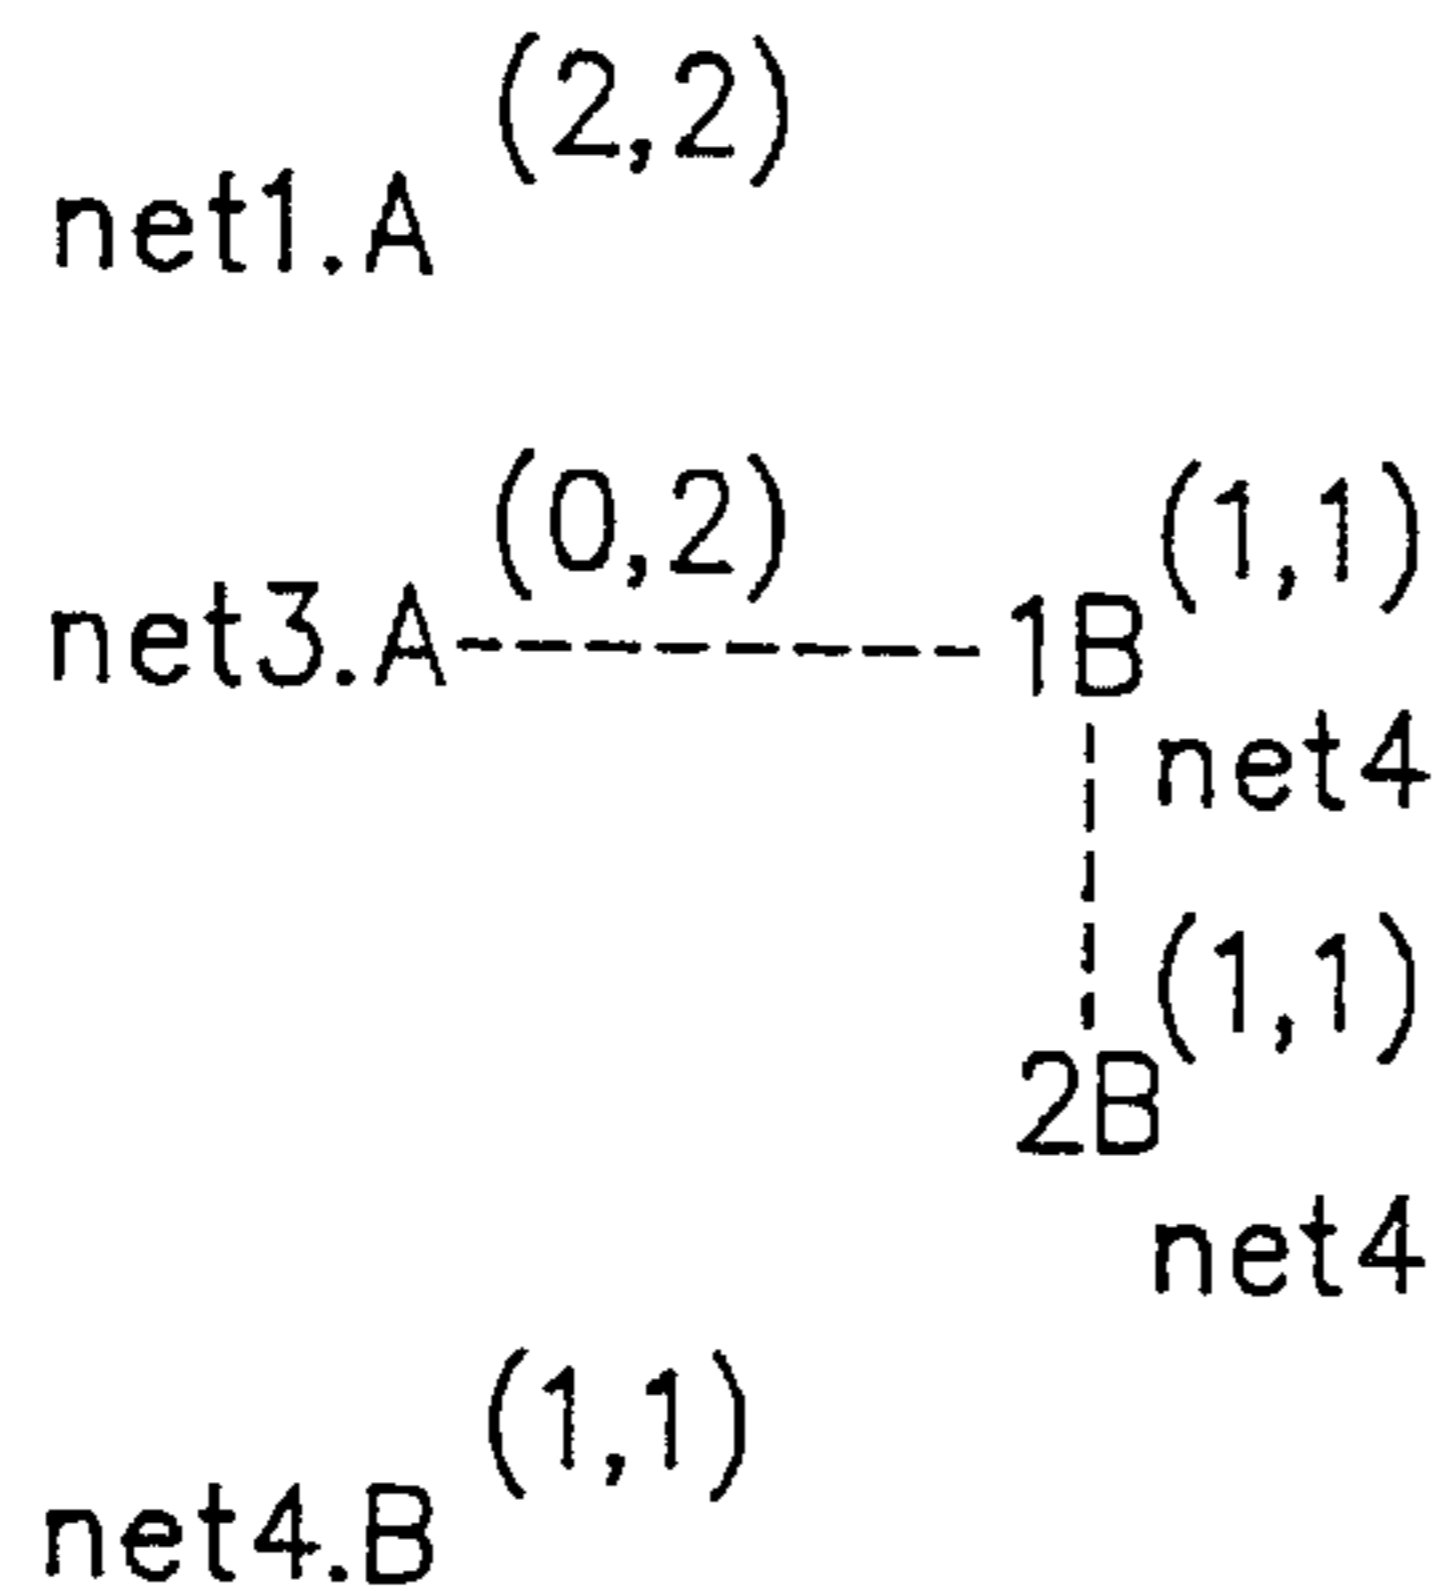 (2,2)
net1.A
(0,2)
(1,1)
net3.A
1B
net4
(1,1)
2B
net4
(1,1)
net4.B